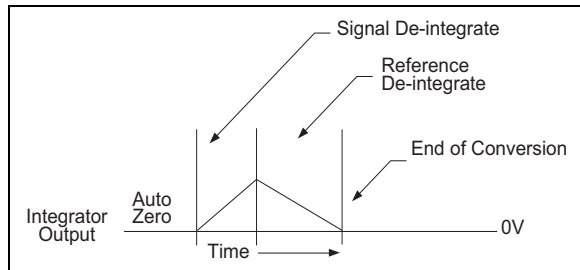 Signal De-integrate
Reference
De-integrate
End of Conversion
Auto
Zero
Integrator
Output
0V
Time